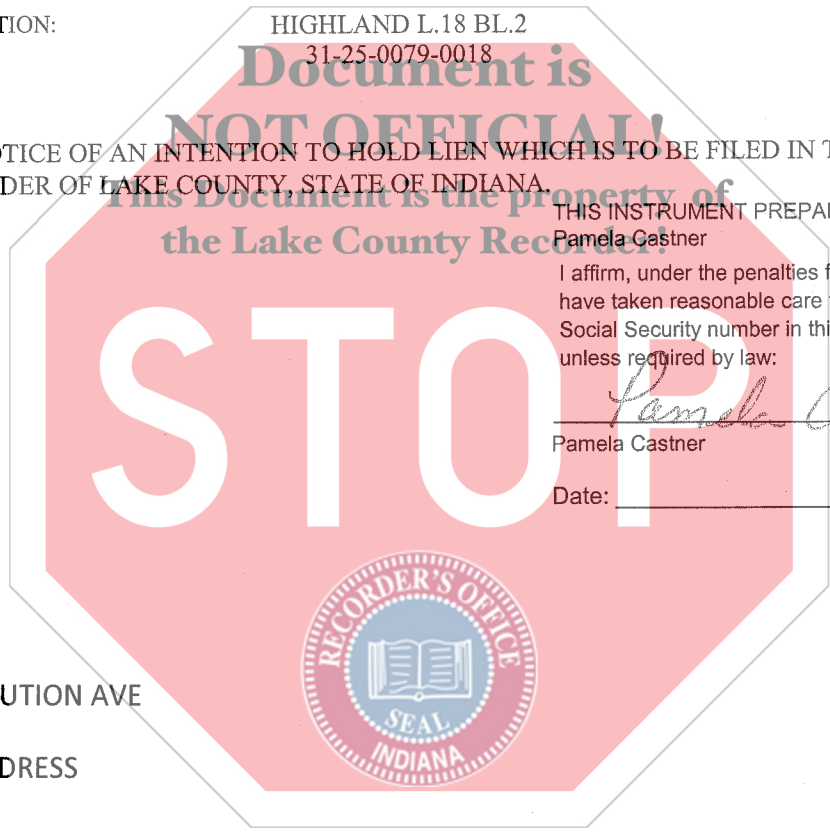 TION:
HIGHLAND L.18 BL.2
31-25-0079-0018
Document is
NOT OFFICIAL!
OTICE OF AN INTENTION TO HOLD LIEN WHICH IS TO BE FILED IN T
DER OF LAKE COUNTY, STATE OF INDIANA.
This Document is the property of
the Lake County Recorder!
THIS INSTRUMENT PREPA
Pamela Castner
I affirm, under the penalties f
have taken reasonable care
Social Security number in thi
unless required by law:
Pamela C
Pamela Castner
Date:
STOP
RECORDER'S OFFICE
SEAL
INDIANA
UTION AVE
DRESS